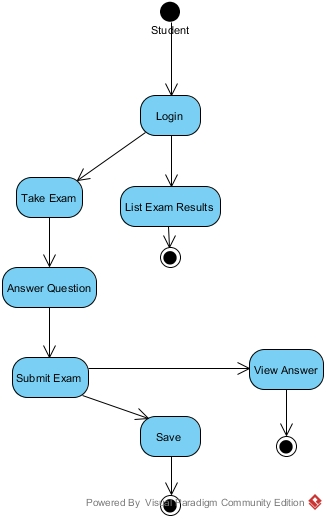 Student
Login
Take Exam
List Exam Results
Answer Question
Submit Exam
View Answer
Save
Powered By Visual Paradigm Community Edition